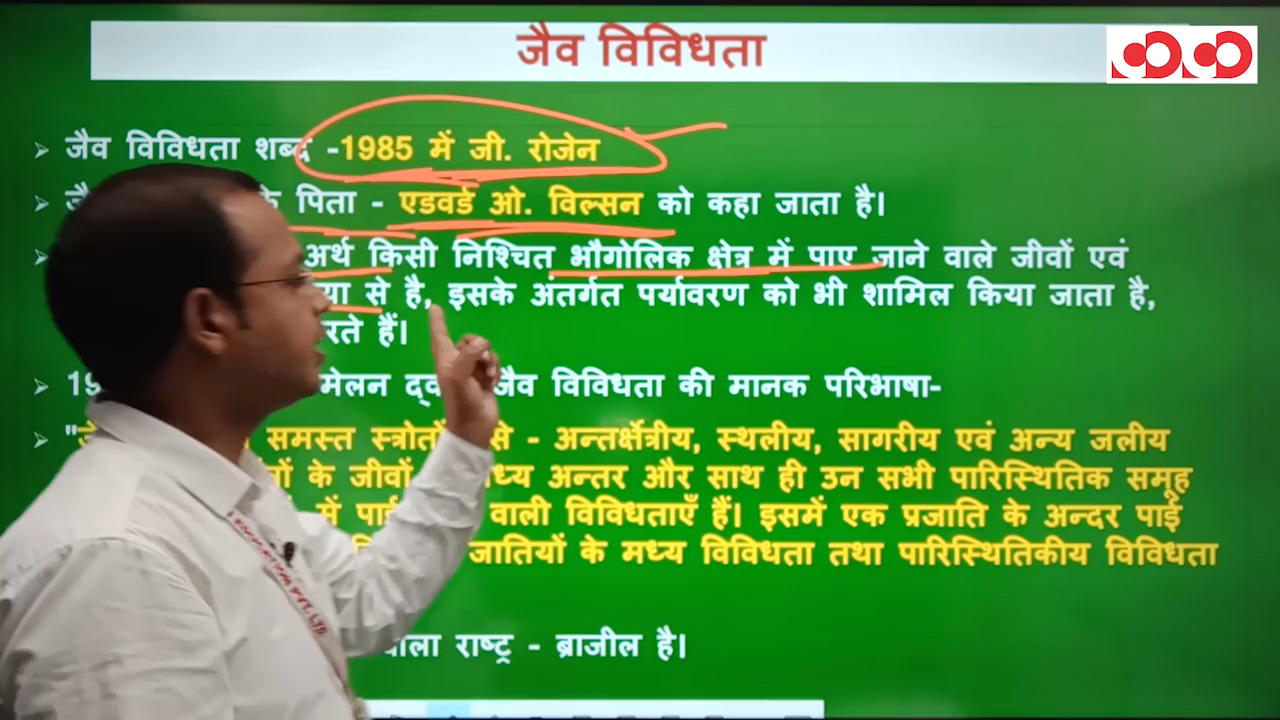 जैव विविधता
➢ जैव विविधता शब्द -1985 में जी. रोजेन
➢ के पिता - एडवर्ड ओ. विल्सन को कहा जाता है।
अर्थ किसी निश्चित भौगोलिक क्षेत्र में पाए जाने वाले जीवों एवं
से है, इसके अंतर्गत पर्यावरण को भी शामिल किया जाता है,
हैं।
➢ जैव विविधता की मानक परिभाषा-
➢ समस्त स्त्रोतों से - अन्तर्क्षेत्रीय, स्थलीय, सागरीय एवं अन्य जलीय
के जीवों मध्य अन्तर और साथ ही उन सभी पारिस्थितिक समूह
में वाली विविधताएँ हैं। इसमें एक प्रजाति के अन्दर पाई
के मध्य विविधता तथा पारिस्थितिकीय विविधता
वाला राष्ट्र - ब्राजील है।